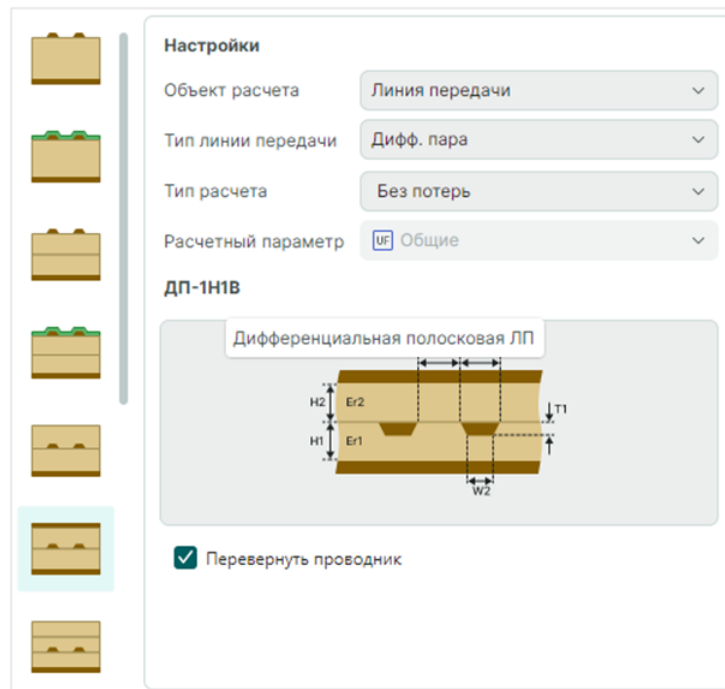 Настройки
Объект расчета Линия передачи
Тип линии передачи Дифф. пара
Тип расчета Без потерь
Расчетный параметр UF Общие
ДП-1Н1В
Дифференциальная полосковая ЛП
H2 Er2
T1
H1 Er1
W2
Перевернуть проводник